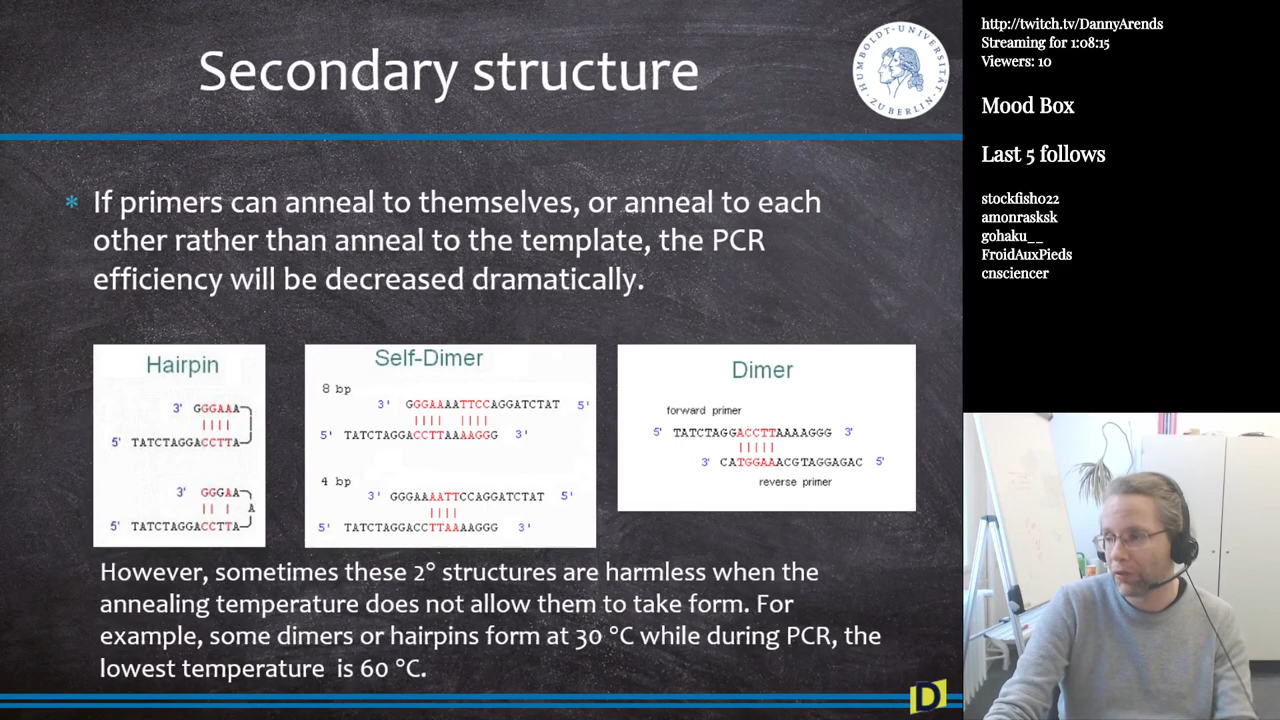 Secondary structure
HUMBOLDT-UNIVERSITÄT ZU BERLIN
If primers can anneal to themselves, or anneal to each
other rather than anneal to the template, the PCR
efficiency will be decreased dramatically.
Hairpin
3' GGGAAA
5' TATCTAGGACCTTA
3' GGGAA
A
5' TATCTAGGACCTTA
Self-Dimer
8 bp
3' GGGAAAATTCCAGGATCTAT 5'
5' TATCTAGGACCTTAAAAGGG 3'
4 bp
3' GGGAAAATTCCAGGATCTAT 5'
5' TATCTAGGACCTTAAAAGGG 3'
Dimer
forward primer
5' TATCTAGGACCTTAAAAGGG 3'
3' CATGGAAACGTAGGAGAC 5'
reverse primer
However, sometimes these 2° structures are harmless when the
annealing temperature does not allow them to take form. For
example, some dimers or hairpins form at 30 °C while during PCR, the
lowest temperature is 60 °C.
D
http://twitch.tv/DannyArends
Streaming for 1:08:15
Viewers: 10
Mood Box
Last 5 follows
stockfish022
amonrasksk
gohaku__
FroidAuxPieds
cnsciencer